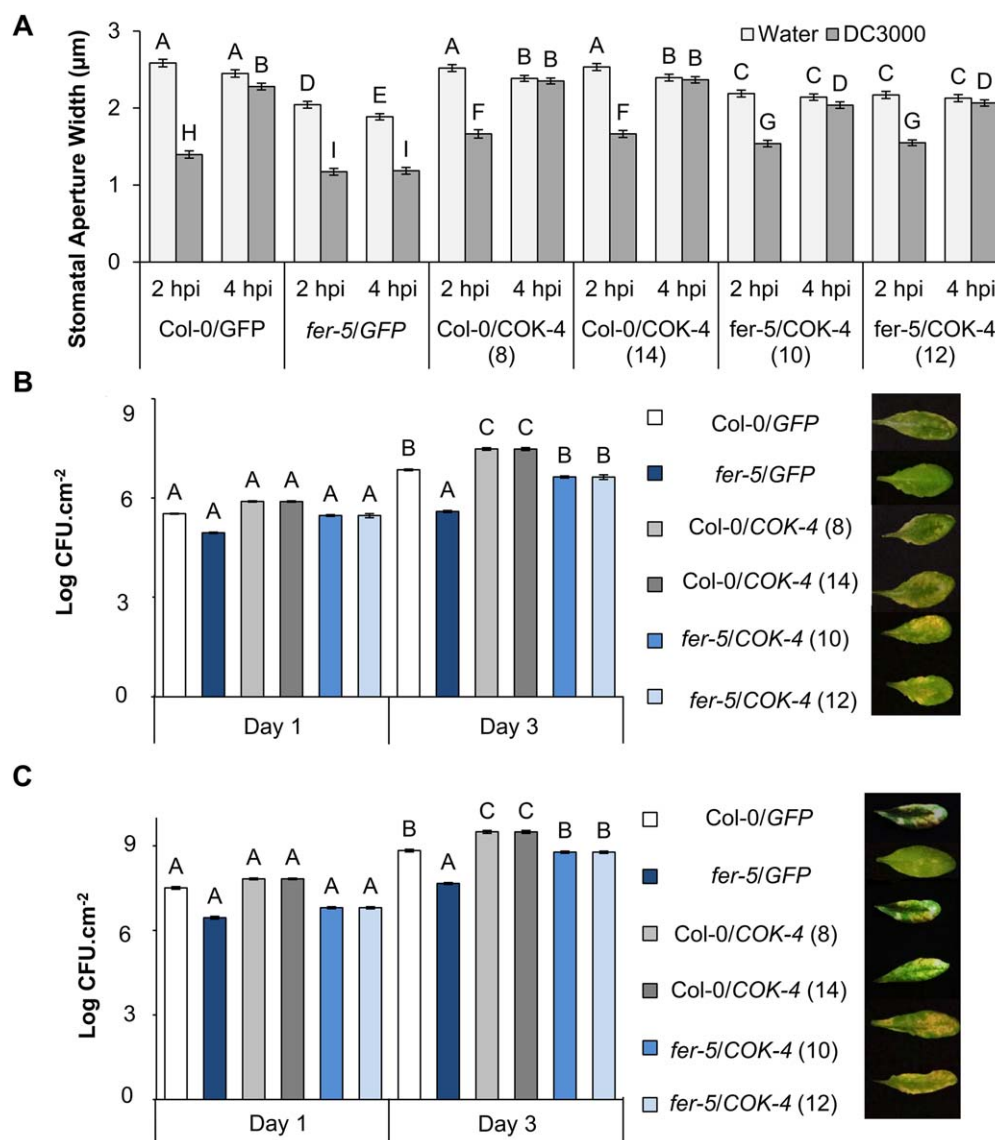 A
Stomatal Aperture Width (µm)
3
2
1
0
Water DC3000
A A B D E A B B A B B C C D C C D
H I I F F G G
2 hpi 4 hpi 2 hpi 4 hpi 2 hpi 4 hpi 2 hpi 4 hpi 2 hpi 4 hpi 2 hpi 4 hpi
Col-0/GFP fer-5/GFP Col-0/COK-4 Col-0/COK-4 fer-5/COK-4 fer-5/COK-4
(8) (14) (10) (12)
B
Log CFU.cm-2
9
6
3
0
A A A A A A B A C C B B
Day 1 Day 3
Col-0/GFP
fer-5/GFP
Col-0/COK-4 (8)
Col-0/COK-4 (14)
fer-5/COK-4 (10)
fer-5/COK-4 (12)
C
Log CFU.cm-2
9
6
3
0
A A A A A A B A C C B B
Day 1 Day 3
Col-0/GFP
fer-5/GFP
Col-0/COK-4 (8)
Col-0/COK-4 (14)
fer-5/COK-4 (10)
fer-5/COK-4 (12)